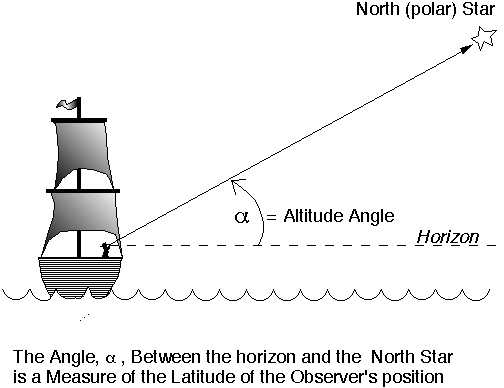 North (polar) Star
α = Altitude Angle
Horizon
The Angle, α , Between the horizon and the North Star
is a Measure of the Latitude of the Observer's position